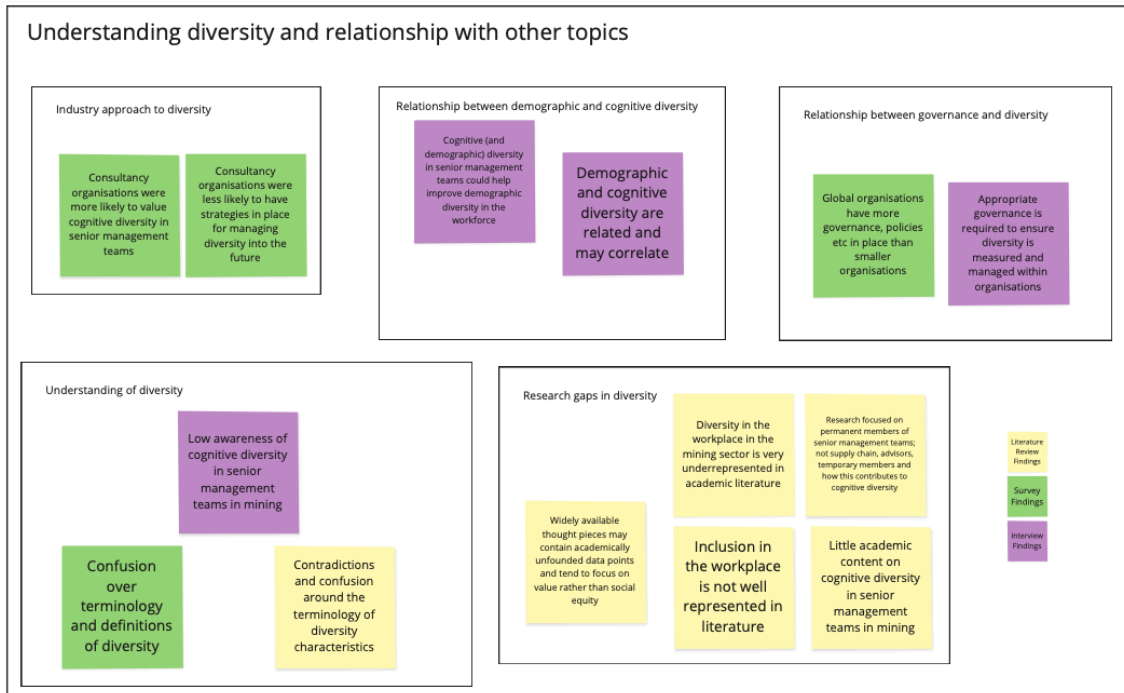 Understanding diversity and relationship with other topics
Industry approach to diversity
Consultancy
organisations were
more likely to value
cognitive diversity in
senior management
teams
Consultancy
organisations were
less likely to have
strategies in place
for managing
diversity into the
future
Relationship between demographic and cognitive diversity
Cognitive (and
demographic) diversity
in senior management
teams could help
improve demographic
diversity in the
workforce
Demographic
and cognitive
diversity are
related and
may correlate
Relationship between governance and diversity
Global organisations
have more
governance, policies
etc in place than
smaller
organisations
Appropriate
governance is
required to ensure
diversity is
measured and
managed within
organisations
Understanding of diversity
Low awareness of
cognitive diversity
in senior
management
teams in mining
Confusion
over
terminology
and definitions
of diversity
Contradictions
and confusion
around the
terminology of
diversity
characteristics
Research gaps in diversity
Diversity in the
workplace in the
mining sector is very
underrepresented in
academic literature
Research focused on
permanent members of
senior management teams;
not supply chain, advisors,
temporary members and
how this contributes to
cognitive diversity
Widely available
thought pieces may
contain academically
unfounded data points
and tend to focus on
value rather than social
equity
Inclusion in
the workplace
is not well
represented in
literature
Little academic
content on
cognitive diversity
in senior
management
teams in mining
Literature
Review
Findings
Survey
Findings
Interview
Findings